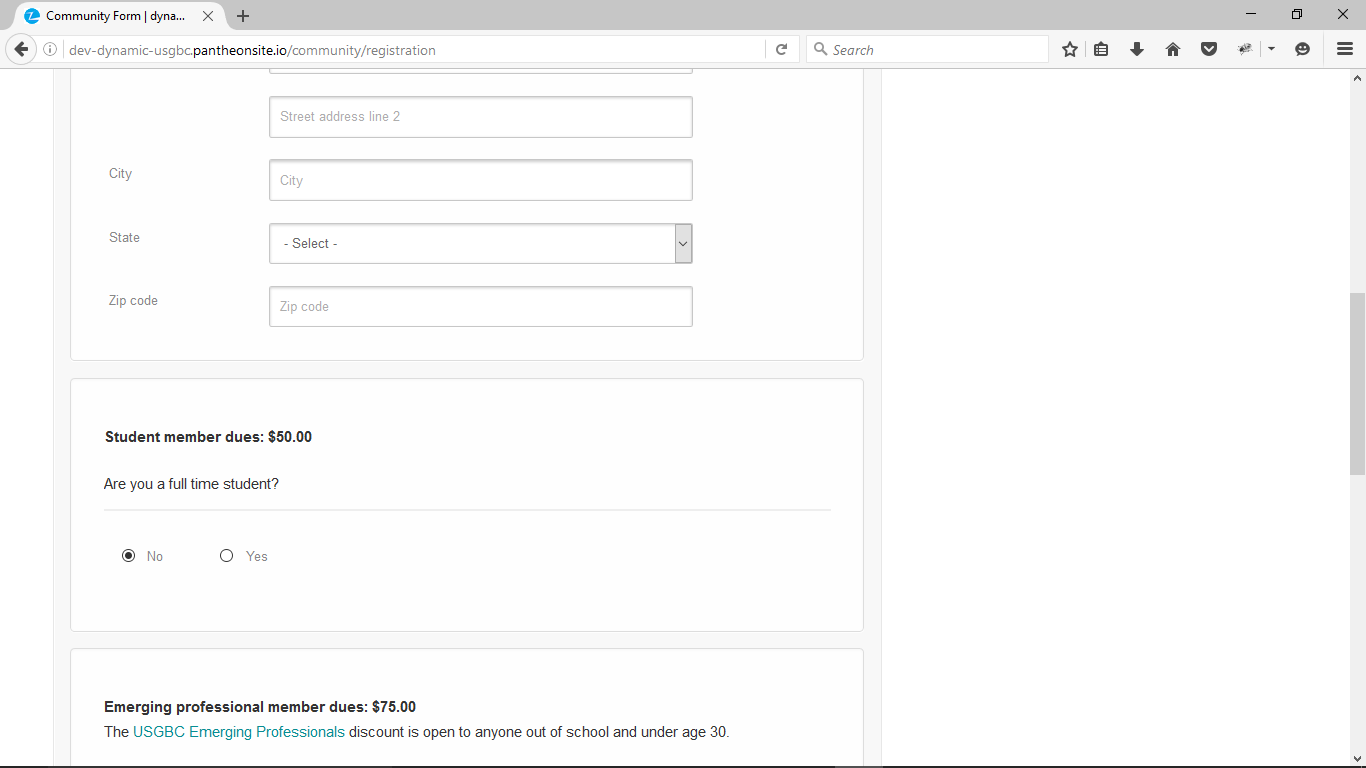 Community Form | dyna...
dev-dynamic-usgbc.pantheonsite.io/community/registration
Search
Street address line 2
City
City
State
- Select -
Zip code
Zip code
Student member dues: $50.00
Are you a full time student?
No
Yes
Emerging professional member dues: $75.00
The USGBC Emerging Professionals discount is open to anyone out of school and under age 30.